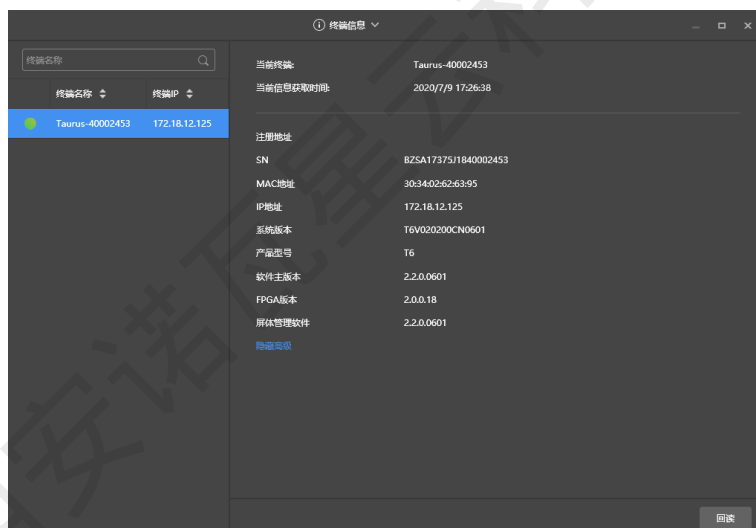 终端信息
终端名称
终端名称 终端IP
Taurus-40002453 172.18.12.125
当前终端: Taurus-40002453
当前信息获取时间: 2020/7/9 17:26:38
注册地址
SN BZSA17375J1840002453
MAC地址 30:34:02:62:63:95
IP地址 172.18.12.125
系统版本 T6V020200CN0601
产品型号 T6
软件主版本 2.2.0.0601
FPGA版本 2.0.0.18
屏体管理软件 2.2.0.0601
隐藏高级
回读